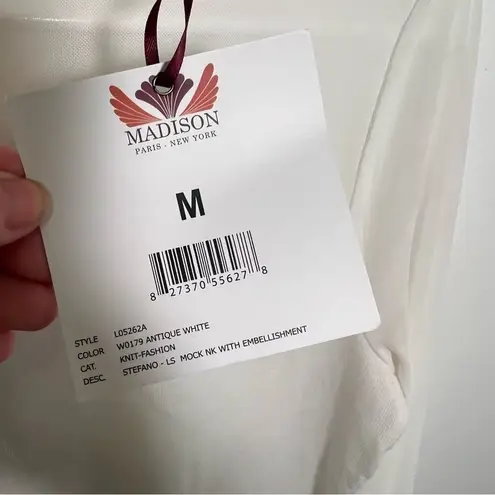 MADISON
PARIS - NEW YORK
M
8 27370 55627 8
STYLE L05262A
COLOR W0179 ANTIQUE WHITE
CAT. KNIT-FASHION
DESC. STEFANO - LS MOCK NK WITH EMBELLISHMENT